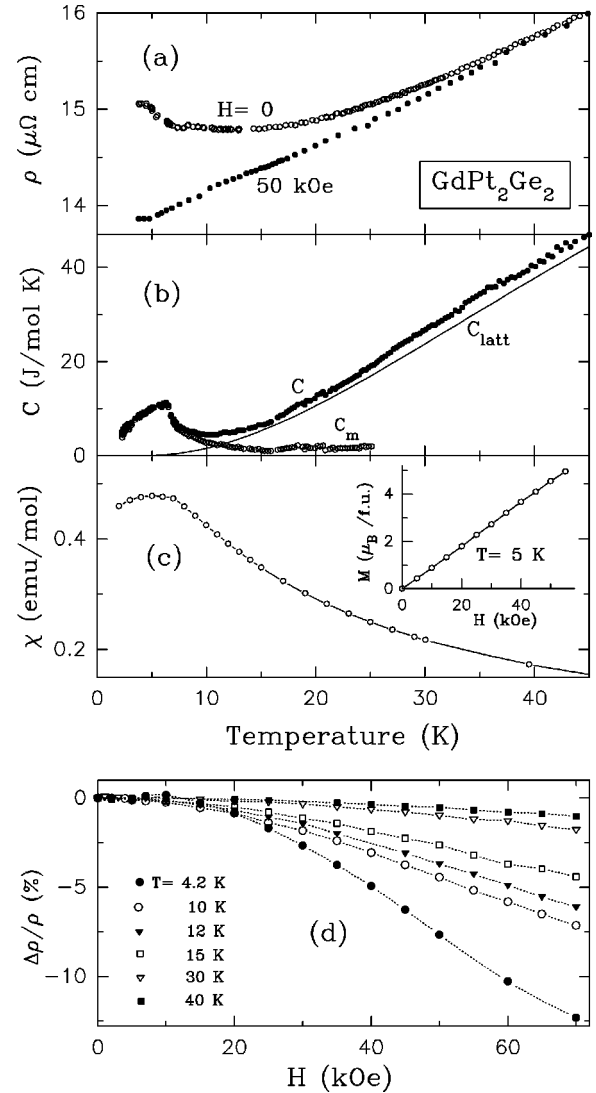 16
15
14
ρ (μΩ cm)
(a)
H= 0
50 kOe
GdPt2Ge2
40
20
0
C (J/mol K)
(b)
C
Clatt
Cm
0.4
0.2
χ (emu/mol)
(c)
4
2
0
M (μB /f.u.)
T= 5 K
0 20 40
H (kOe)
0 10 20 30 40
Temperature (K)
0
−5
−10
Δρ/ρ (%)
T= 4.2 K
10 K
12 K
15 K
30 K
40 K
(d)
0 20 40 60
H (kOe)